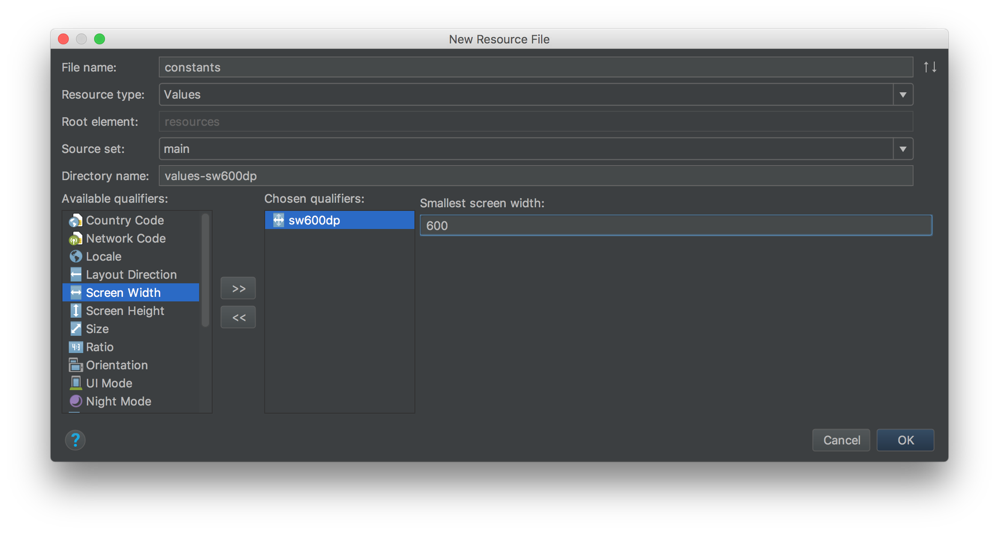 New Resource File
File name: constants
Resource type: Values
Root element: resources
Source set: main
Directory name: values-sw600dp
Available qualifiers:
Country Code
Network Code
Locale
Layout Direction
Screen Width
Screen Height
Size
4:3 Ratio
Orientation
UI Mode
Night Mode
>>
<<
Chosen qualifiers:
sw600dp
Smallest screen width:
600
?
Cancel
OK